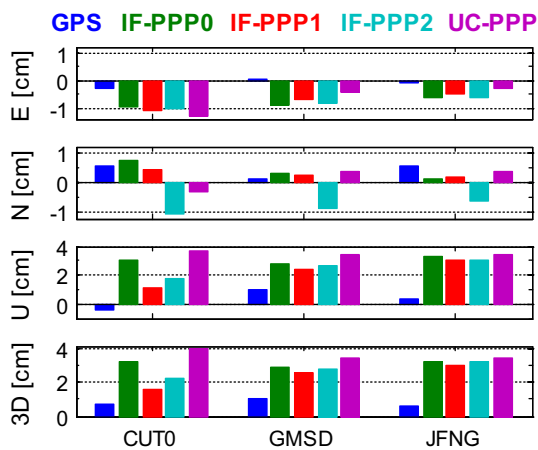 GPS IF-PPP0 IF-PPP1 IF-PPP2 UC-PPP
E [cm]
1
0
-1
N [cm]
1
0
-1
U [cm]
4
2
0
3D [cm]
4
2
0
CUT0 GMSD JFNG